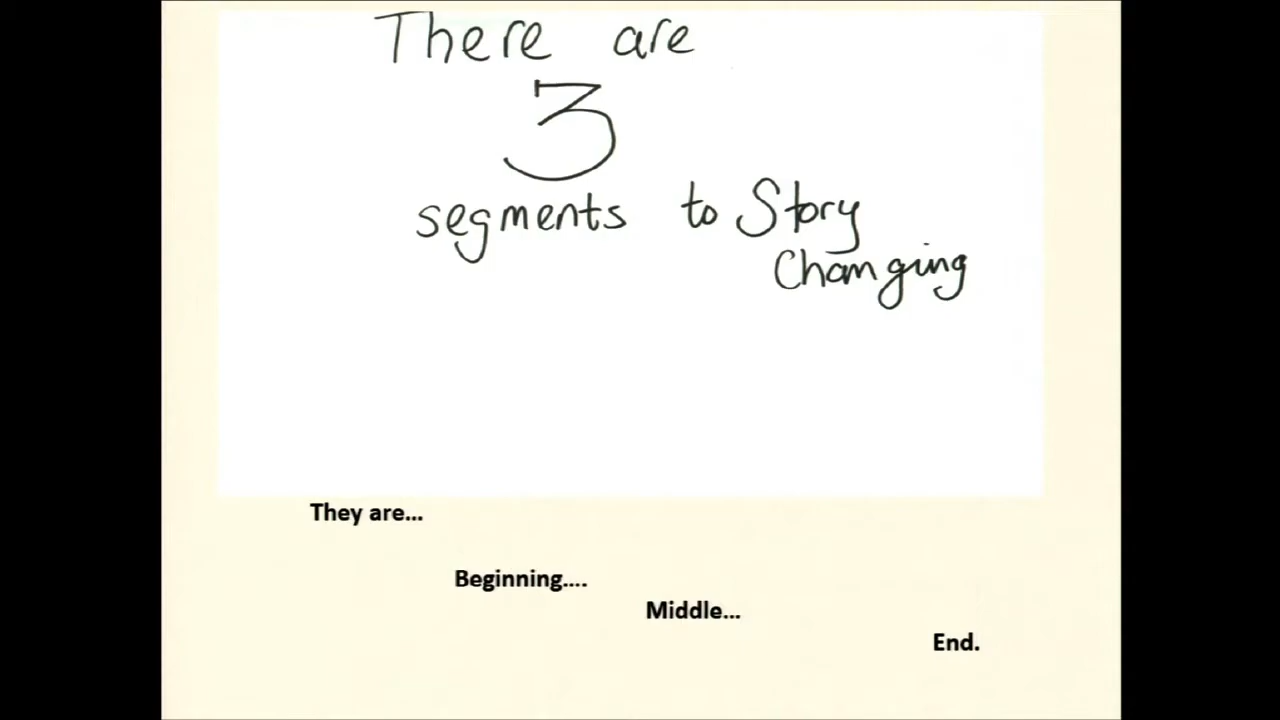 There are
3
segments to Story
Changing
They are...
Beginning....
Middle...
End.